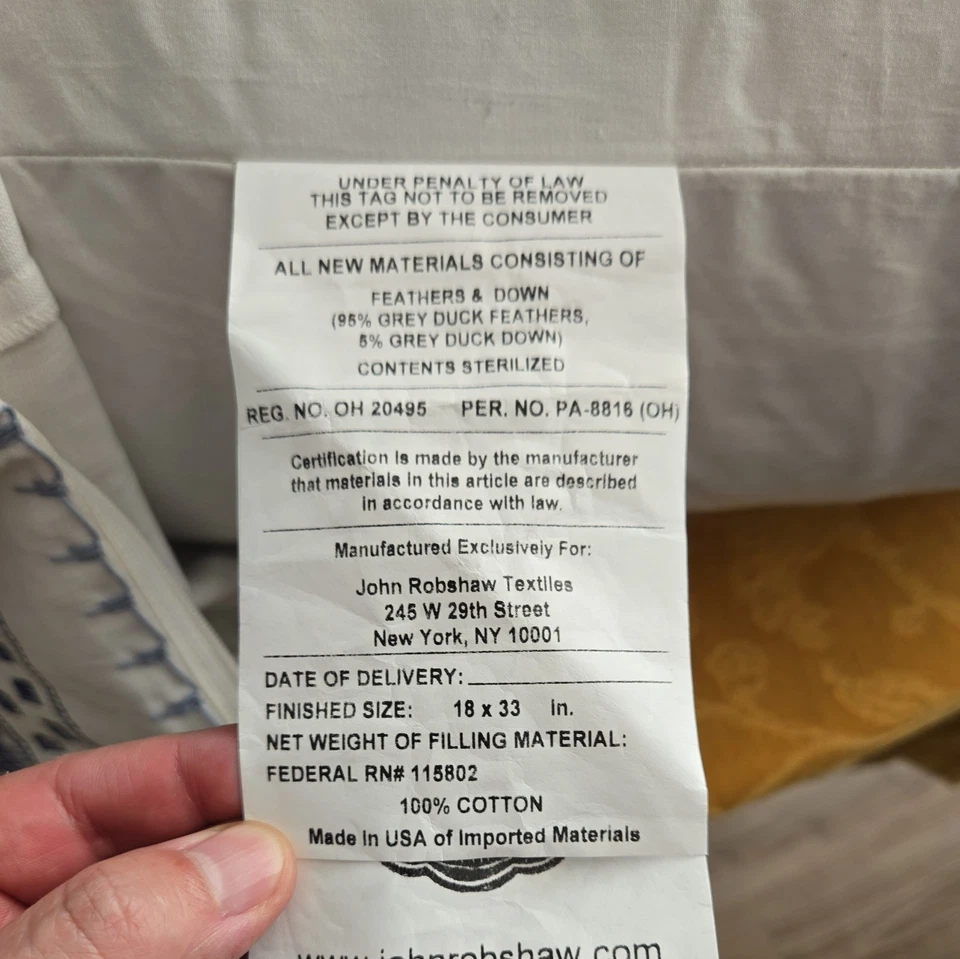 UNDER PENALTY OF LAW
THIS TAG NOT TO BE REMOVED
EXCEPT BY THE CONSUMER
ALL NEW MATERIALS CONSISTING OF
FEATHERS & DOWN
(95% GREY DUCK FEATHERS,
5% GREY DUCK DOWN)
CONTENTS STERILIZED
REG. NO. OH 20495 PER. NO. PA-8816 (OH)
Certification is made by the manufacturer
that materials in this article are described
in accordance with law.
Manufactured Exclusively For:
John Robshaw Textiles
245 W 29th Street
New York, NY 10001
DATE OF DELIVERY:
FINISHED SIZE: 18 x 33 in.
NET WEIGHT OF FILLING MATERIAL:
FEDERAL RN# 115802
100% COTTON
Made In USA of Imported Materials
www.johnrobshaw.com